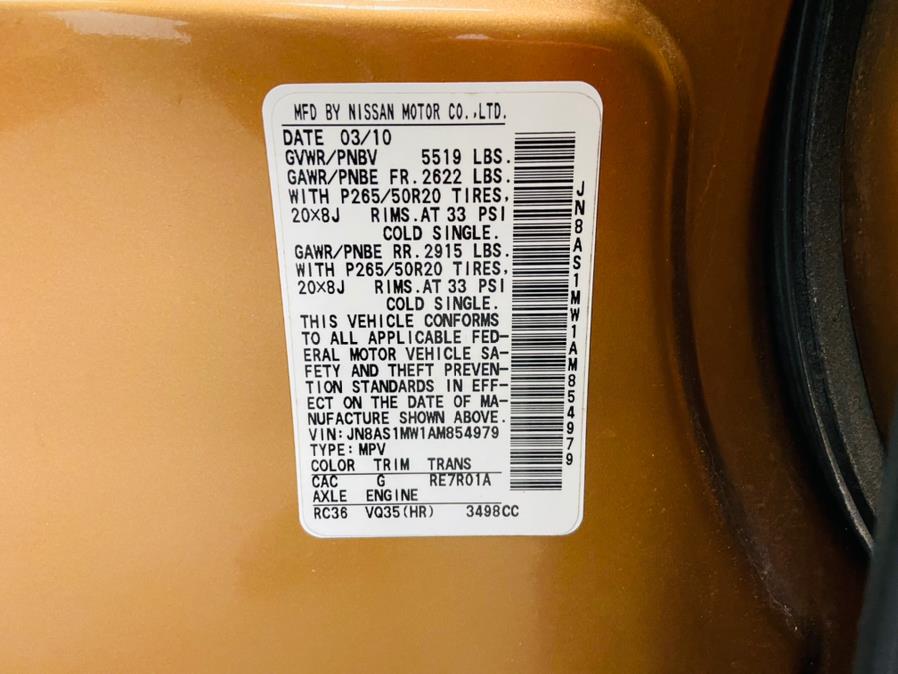 MFD BY NISSAN MOTOR CO.,LTD.
DATE 03/10
GVWR/PNBV 5519 LBS.
GAWR/PNBE FR.2622 LBS.
WITH P265/50R20 TIRES,
20×8J RIMS.AT 33 PSI
COLD SINGLE.
GAWR/PNBE RR.2915 LBS.
WITH P265/50R20 TIRES,
20×8J RIMS.AT 33 PSI
COLD SINGLE.
THIS VEHICLE CONFORMS
TO ALL APPLICABLE FED-
ERAL MOTOR VEHICLE SA-
FETY AND THEFT PREVEN-
TION STANDARDS IN EFF-
ECT ON THE DATE OF MA-
NUFACTURE SHOWN ABOVE.
VIN:JN8AS1MW1AM854979
TYPE:MPV
COLOR TRIM TRANS
CAC G RE7R01A
AXLE ENGINE
RC36 VQ35(HR) 3498CC
JN8AS1MW1AM854979